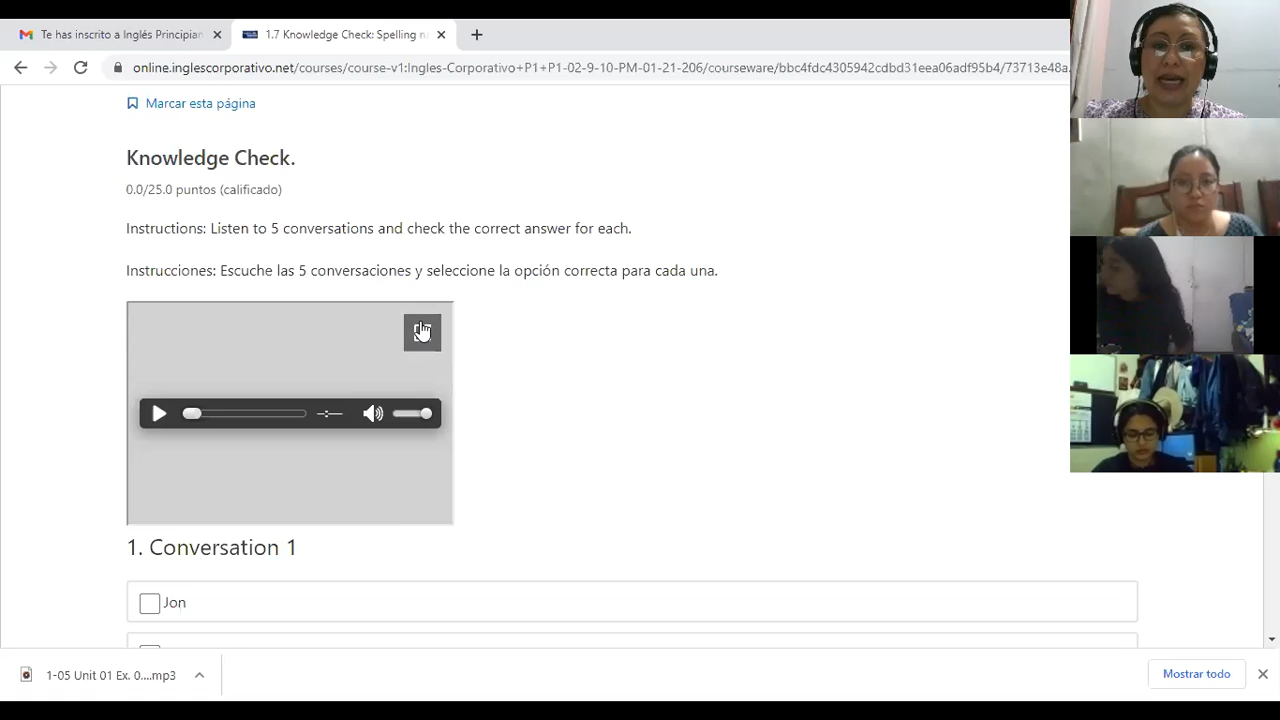 Te has inscrito a Inglés Principian
1.7 Knowledge Check: Spelling n
online.inglescorporativo.net/courses/course-v1:Ingles-Corporativo+P1+P1-02-9-10-PM-01-21-206/courseware/bbc4fdc4305942cdbd31eea06adf95b4/73713e48a.
Marcar esta página
Knowledge Check.
0.0/25.0 puntos (calificado)
Instructions: Listen to 5 conversations and check the correct answer for each.
Instrucciones: Escuche las 5 conversaciones y seleccione la opción correcta para cada una.
1. Conversation 1
Jon
1-05 Unit 01 Ex. 0....mp3
Mostrar todo